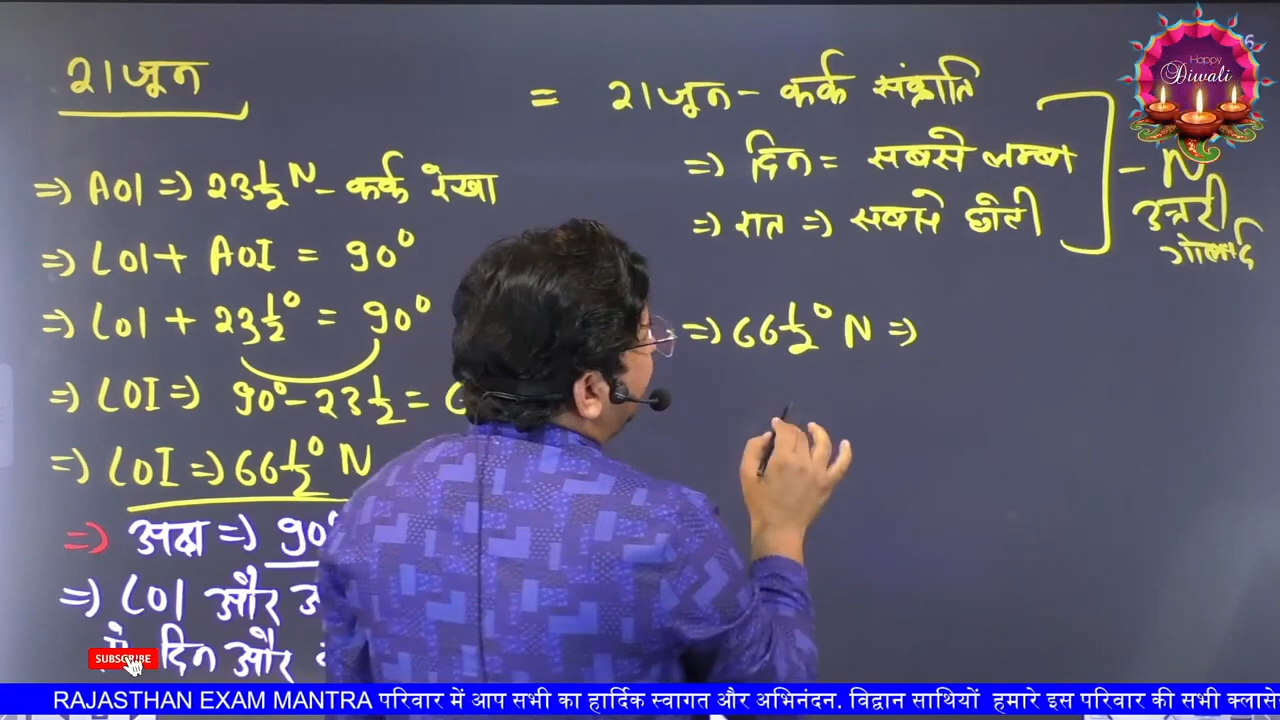 21 जून
=> AOI => 23½ N - कर्क रेखा
=> LOI + AOI = 90°
=> LOI + 23½° = 90°
=> LOI => 90° - 23½ =
=> LOI => 66½° N
=> अक्ष => 90°
=> LOI और
में दिन और
= 21 जून - कर्क संक्रांति
=> दिन = सबसे लम्बा
=> रात => सबसे छोटी
- N
उत्तरी
गोलार्द्ध
=> 66½° N =>
6
Happy
Diwali
SUBSCRIBE
RAJASTHAN EXAM MANTRA परिवार में आप सभी का हार्दिक स्वागत और अभिनंदन. विद्वान साथियों हमारे इस परिवार की सभी क्लासे